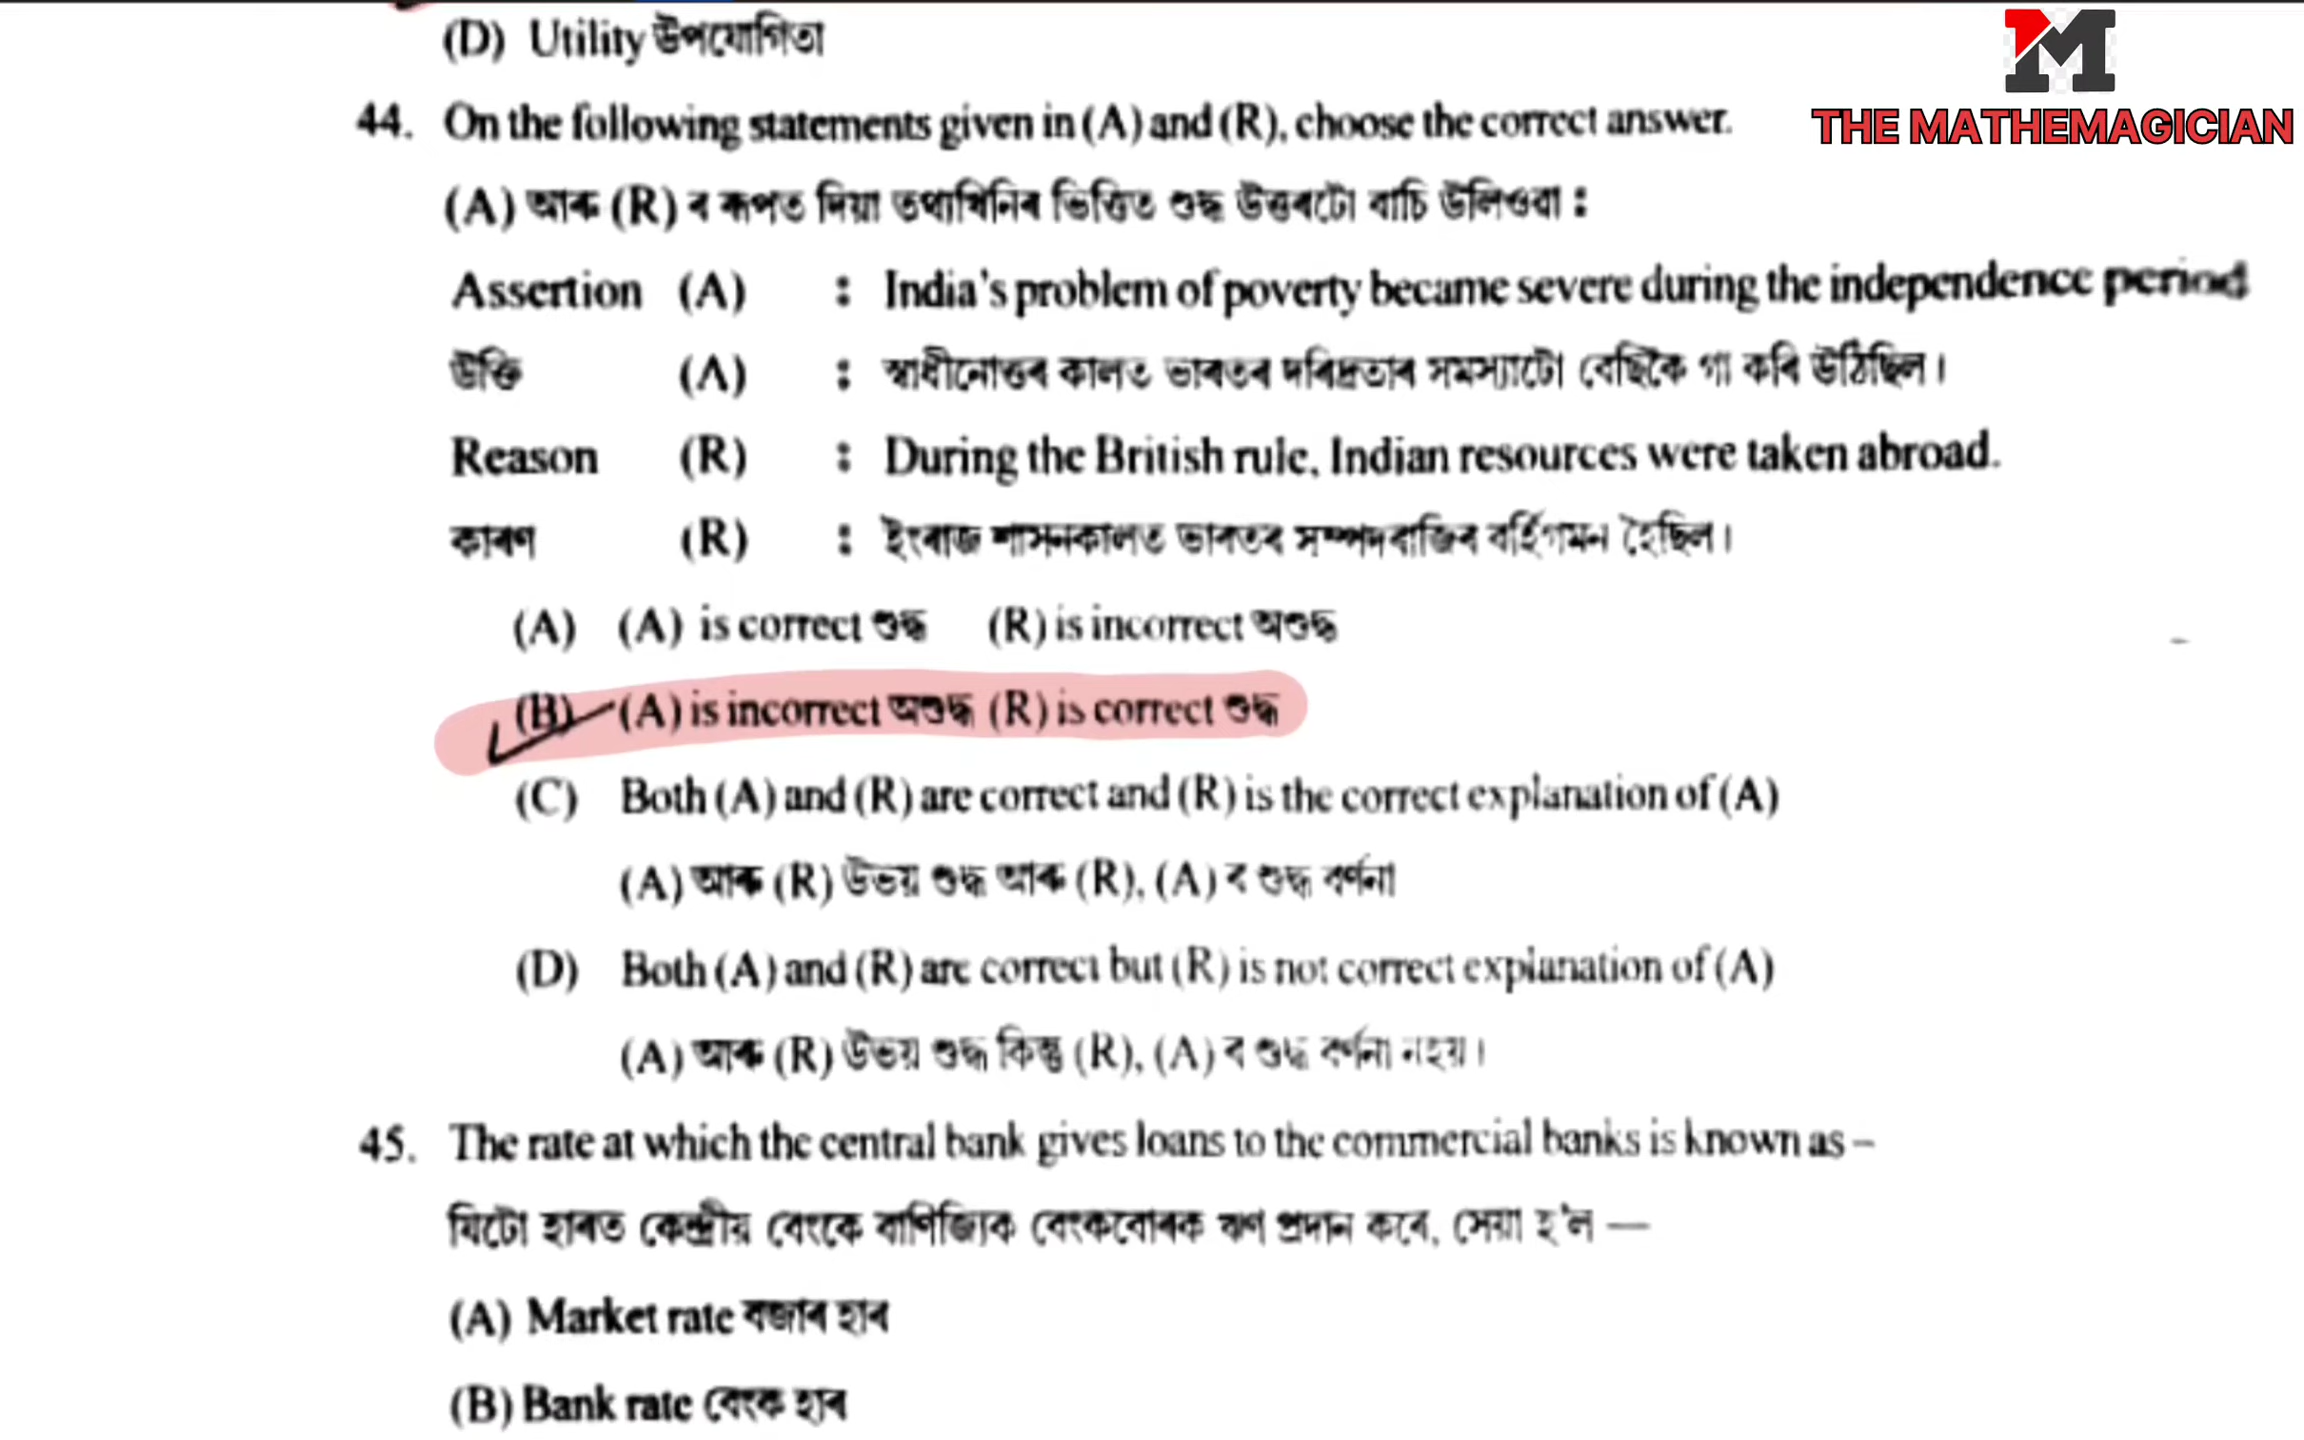 (D) Utility উপযোগিতা
THE MATHEMAGICIAN
44. On the following statements given in (A) and (R), choose the correct answer.
(A) আৰু (R) ৰ ৰূপত দিয়া তথ্যখিনিৰ ভিত্তিত শুদ্ধ উত্তৰটো বাচি উলিওৱা :
Assertion (A) : India's problem of poverty became severe during the independence period
উক্তি (A) : স্বাধীনোত্তৰ কালত ভাৰতৰ দৰিদ্ৰতাৰ সমস্যাটো বেছিকৈ গা কৰি উঠিছিল।
Reason (R) : During the British rule, Indian resources were taken abroad.
কাৰণ (R) : ইংৰাজ শাসনকালত ভাৰতৰ সম্পদৰাজিৰ বৰ্হিগমন হৈছিল।
(A) (A) is correct শুদ্ধ (R) is incorrect অশুদ্ধ
(B) (A) is incorrect অশুদ্ধ (R) is correct শুদ্ধ
(C) Both (A) and (R) are correct and (R) is the correct explanation of (A)
(A) আৰু (R) উভয় শুদ্ধ আৰু (R), (A) ৰ শুদ্ধ বৰ্ণনা
(D) Both (A) and (R) are correct but (R) is not correct explanation of (A)
(A) আৰু (R) উভয় শুদ্ধ কিন্তু (R), (A) ৰ শুদ্ধ বৰ্ণনা নহয়।
45. The rate at which the central bank gives loans to the commercial banks is known as –
যিটো হাৰত কেন্দ্ৰীয় বেংকে বাণিজ্যিক বেংকবোৰক ঋণ প্ৰদান কৰে, সেয়া হ'ল —
(A) Market rate বজাৰ হাৰ
(B) Bank rate বেংক হাৰ